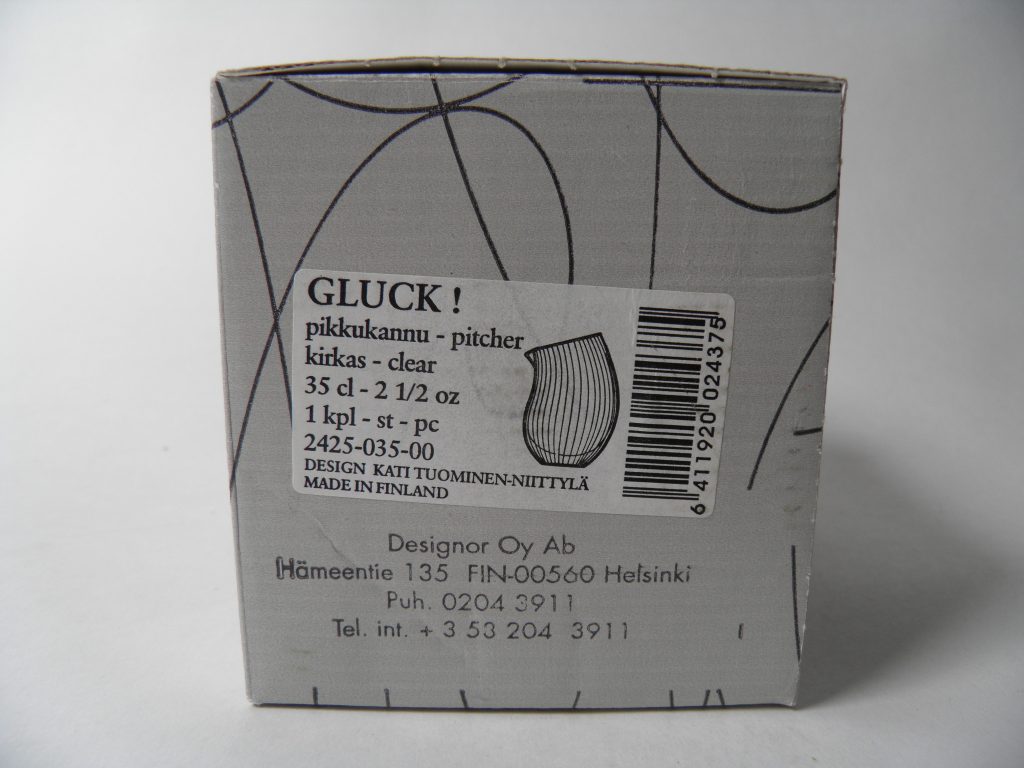 GLUCK !
pikkukannu - pitcher
kirkas - clear
35 cl - 2 1/2 oz
1 kpl - st - pc
2425-035-00
DESIGN KATI TUOMINEN-NIITTYLÄ
MADE IN FINLAND
6 411920 024375
Designor Oy Ab
Hämeentie 135 FIN-00560 Helsinki
Puh. 0204 3911
Tel. int. + 3 53 204 3911